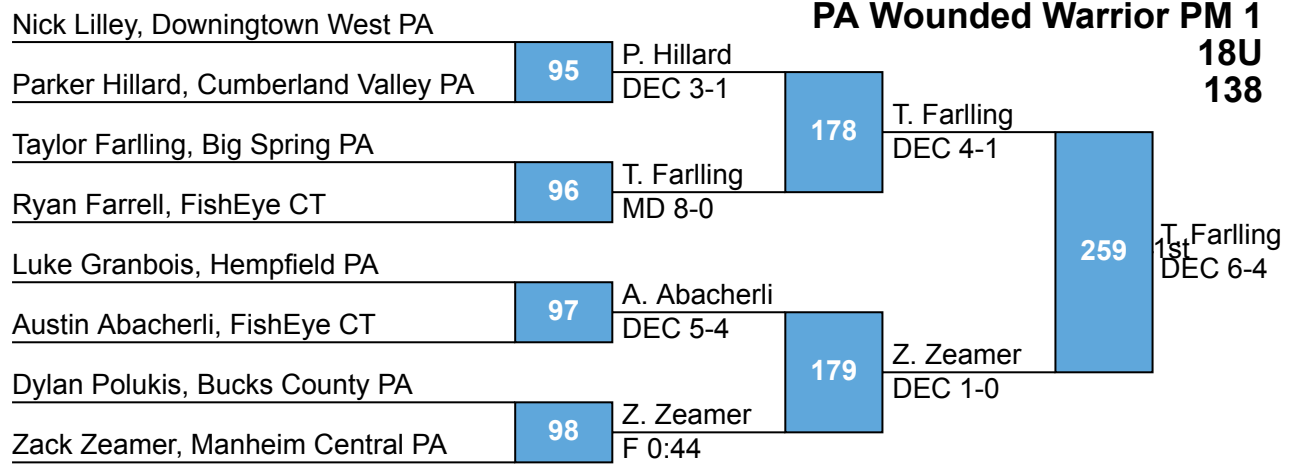 PA Wounded Warrior PM 1
18U
138
Nick Lilley, Downingtown West PA
95
P. Hillard
DEC 3-1
Parker Hillard, Cumberland Valley PA
178
T. Farlling
DEC 4-1
Taylor Farlling, Big Spring PA
96
T. Farlling
MD 8-0
Ryan Farrell, FishEye CT
259
1st
T. Farlling
DEC 6-4
Luke Granbois, Hempfield PA
97
A. Abacherli
DEC 5-4
Austin Abacherli, FishEye CT
179
Z. Zeamer
DEC 1-0
Dylan Polukis, Bucks County PA
98
Z. Zeamer
F 0:44
Zack Zeamer, Manheim Central PA